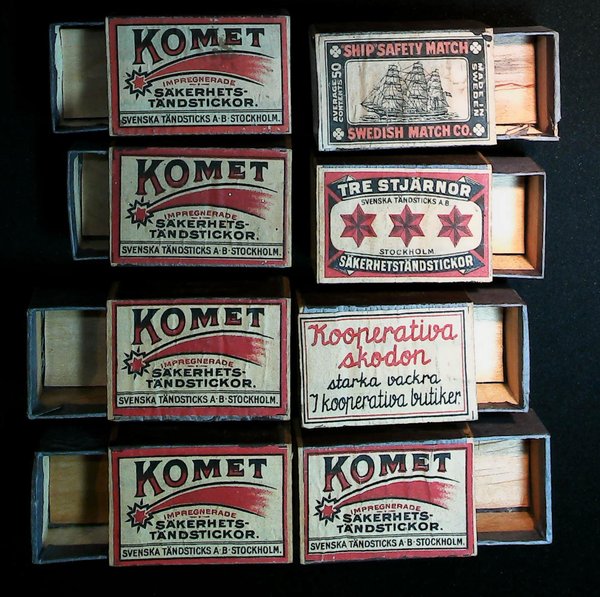 KOMET
IMPREGNERADE
SÄKERHETS-
TÄNDSTICKOR.
SVENSKA TÄNDSTICKS A·B·STOCKHOLM.
SHIP SAFETY MATCH
AVERAGE CONTENTS 50
MADE IN SWEDEN
SWEDISH MATCH CO.
KOMET
IMPREGNERADE
SÄKERHETS-
TÄNDSTICKOR.
SVENSKA TÄNDSTICKS A·B·STOCKHOLM.
TRE STJÄRNOR
SVENSKA TÄNDSTICKS A.B
STOCKHOLM
SÄKERHETSTÄNDSTICKOR
KOMET
IMPREGNERADE
SÄKERHETS-
TÄNDSTICKOR.
SVENSKA TÄNDSTICKS A·B·STOCKHOLM.
Kooperativa
skodon
starka vackra
I kooperativa butiker
KOMET
IMPREGNERADE
SÄKERHETS-
TÄNDSTICKOR.
SVENSKA TÄNDSTICKS A·B·STOCKHOLM.
KOMET
IMPREGNERADE
SÄKERHETS-
TÄNDSTICKOR.
SVENSKA TÄNDSTICKS A·B·STOCKHOLM.